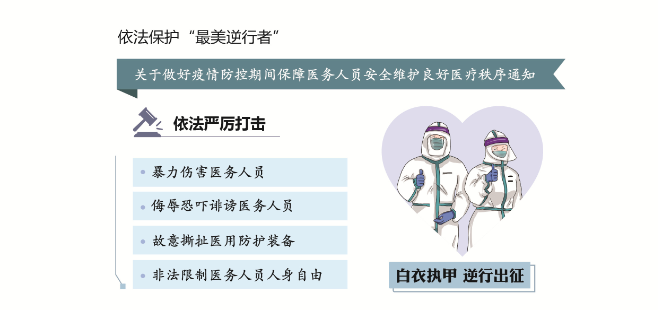 依法保护“最美逆行者”
关于做好疫情防控期间保障医务人员安全维护良好医疗秩序通知
依法严厉打击
暴力伤害医务人员
侮辱恐吓诽谤医务人员
故意撕扯医用防护装备
非法限制医务人员人身自由
白衣执甲 逆行出征